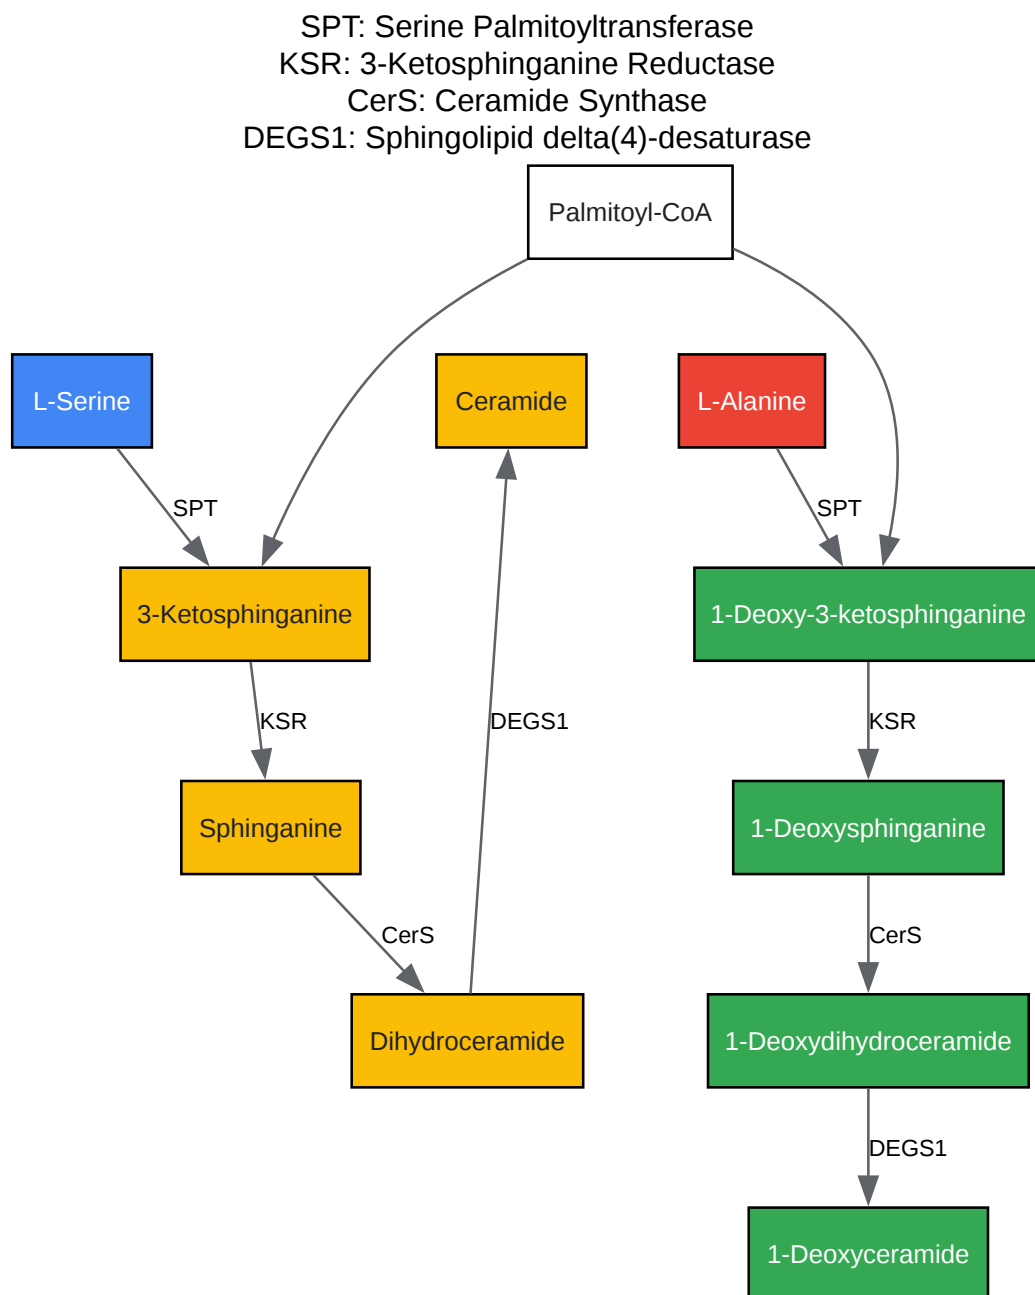 SPT: Serine Palmitoyltransferase
KSR: 3-Ketosphinganine Reductase
CerS: Ceramide Synthase
DEGS1: Sphingolipid delta(4)-desaturase
Palmitoyl-CoA
L-Serine
Ceramide
L-Alanine
SPT
SPT
3-Ketosphinganine
1-Deoxy-3-ketosphinganine
KSR
DEGS1
KSR
Sphinganine
1-Deoxysphinganine
CerS
CerS
Dihydroceramide
1-Deoxydihydroceramide
DEGS1
1-Deoxyceramide